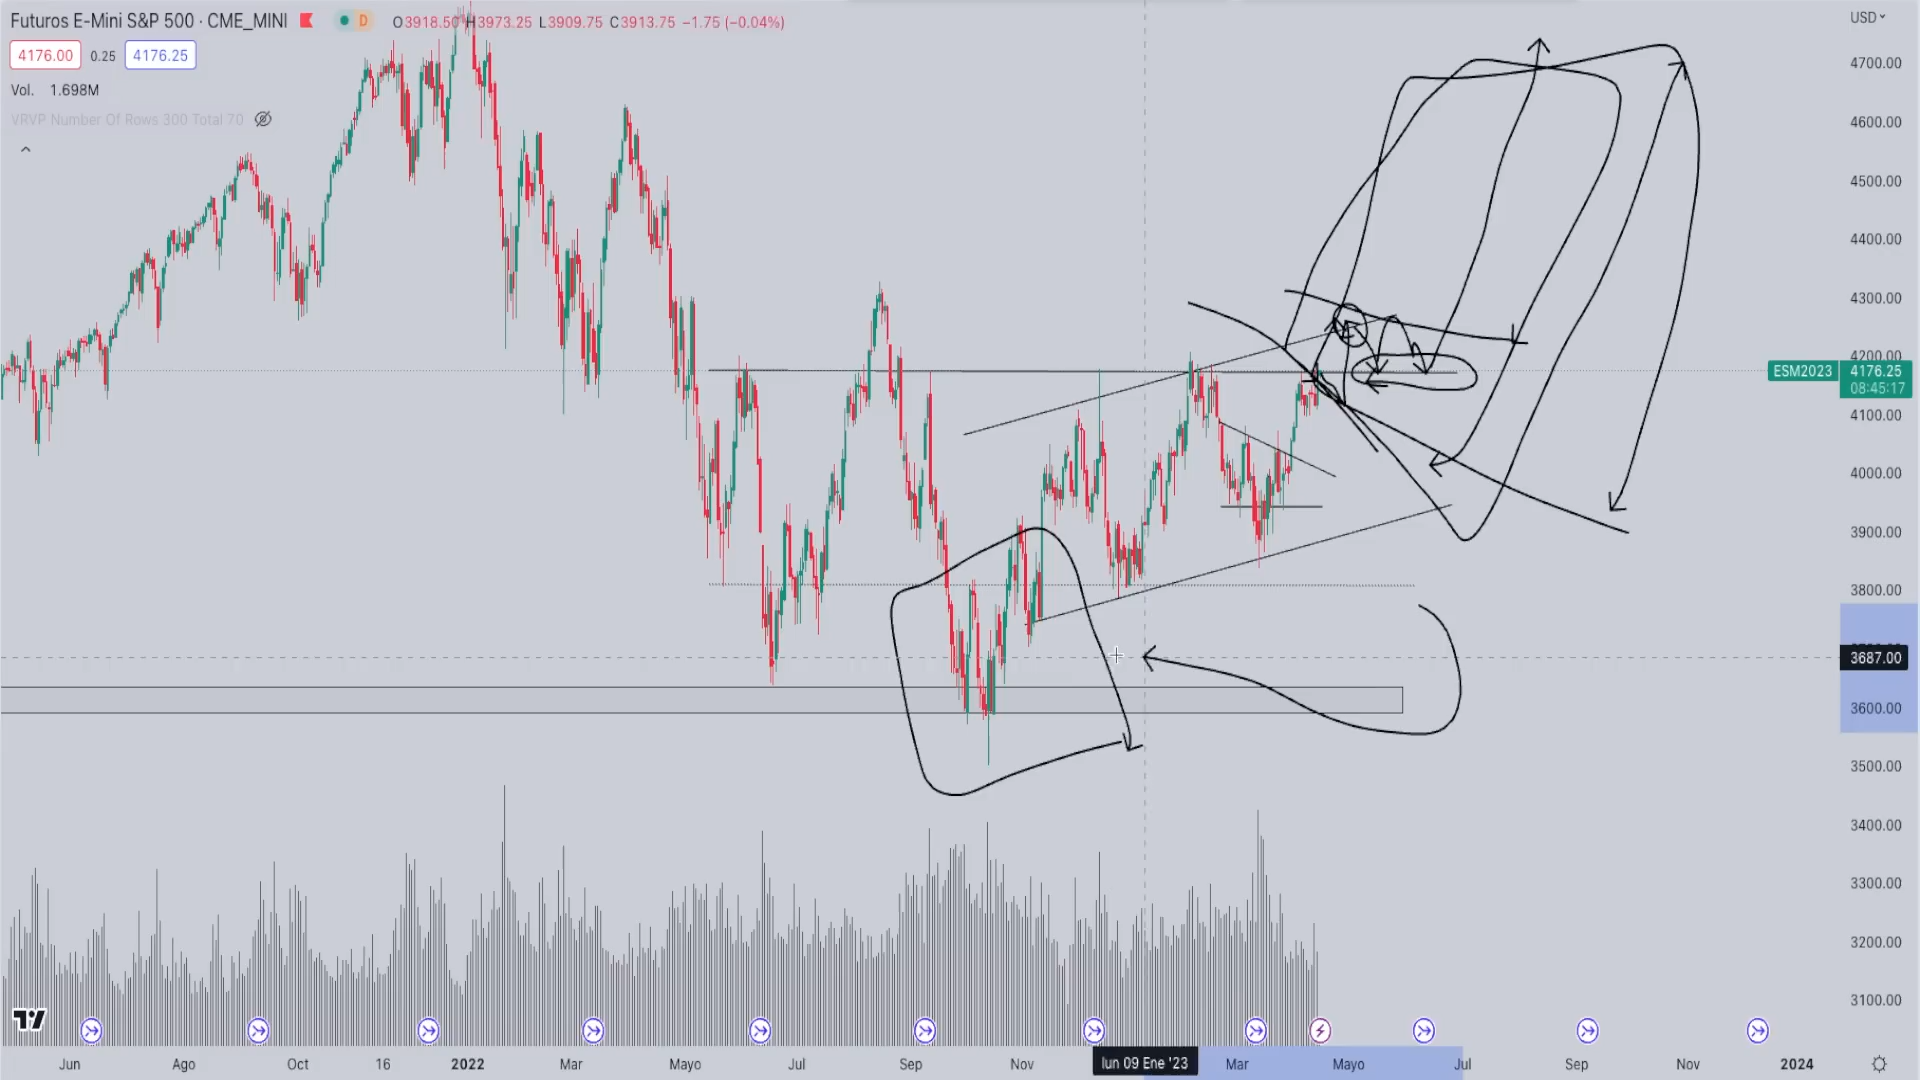 Futuros E-Mini S&P 500 · CME_MINI D O3918.50 H3973.25 L3909.75 C3913.75 −1.75 (−0.04%)
USD
4176.00 0.25 4176.25
Vol. 1.698M
VRVP Number Of Rows 300 Total 70
4700.00
4600.00
4500.00
4400.00
4300.00
4200.00
ESM2023 4176.25
08:45:17
4100.00
4000.00
3900.00
3800.00
3687.00
3600.00
3500.00
3400.00
3300.00
3200.00
3100.00
Jun Ago Oct 16 2022 Mar Mayo Jul Sep Nov lun 09 Ene '23 Mar Mayo Jul Sep Nov 2024